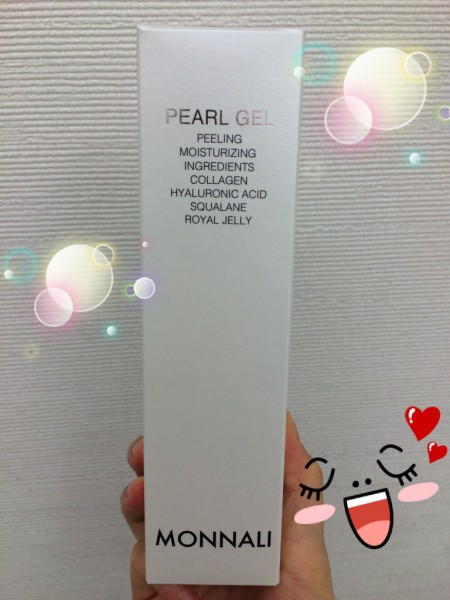 PEARL GEL
PEELING
MOISTURIZING
INGREDIENTS
COLLAGEN
HYALURONIC ACID
SQUALANE
ROYAL JELLY
MONNALI